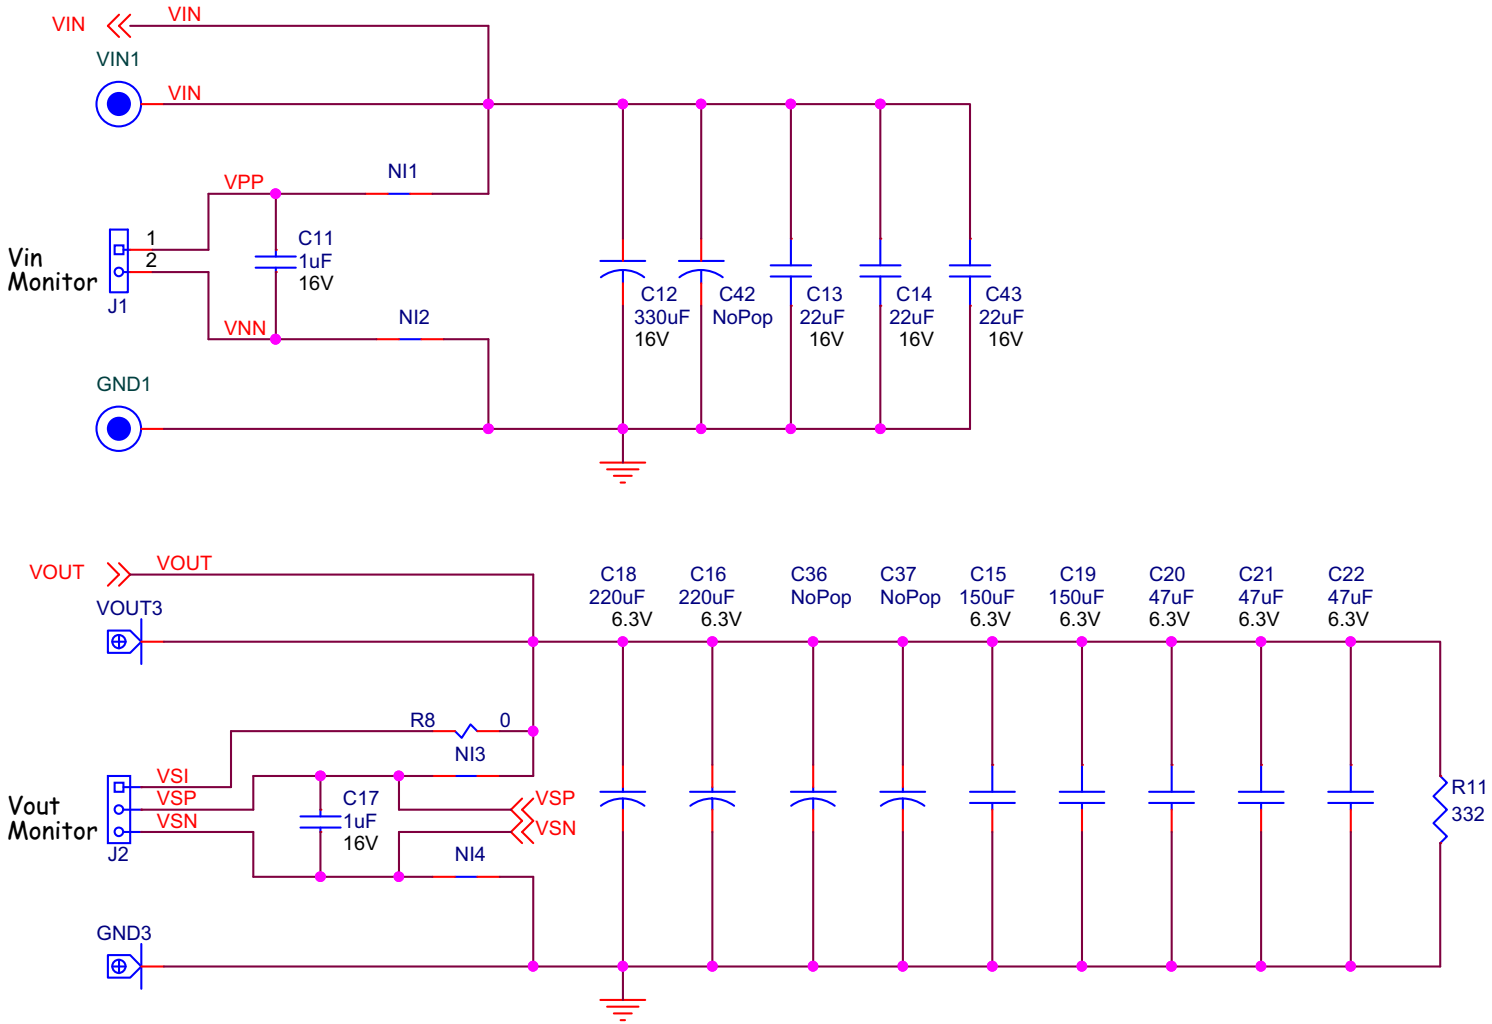 VIN VIN
VIN1
VIN
NI1
VPP
1
2
Vin
Monitor
J1
C11
1uF
16V
NI2
VNN
GND1
C12
330uF
16V
C42
NoPop
C13
22uF
16V
C14
22uF
16V
C43
22uF
16V
VOUT VOUT
VOUT3
C18
220uF
6.3V
C16
220uF
6.3V
C36
NoPop
C37
NoPop
C15
150uF
6.3V
C19
150uF
6.3V
C20
47uF
6.3V
C21
47uF
6.3V
C22
47uF
6.3V
R8 0
NI3
VSI
VSP
VSN
Vout
Monitor
J2
C17
1uF
16V
VSP
VSN
NI4
R11
332
GND3